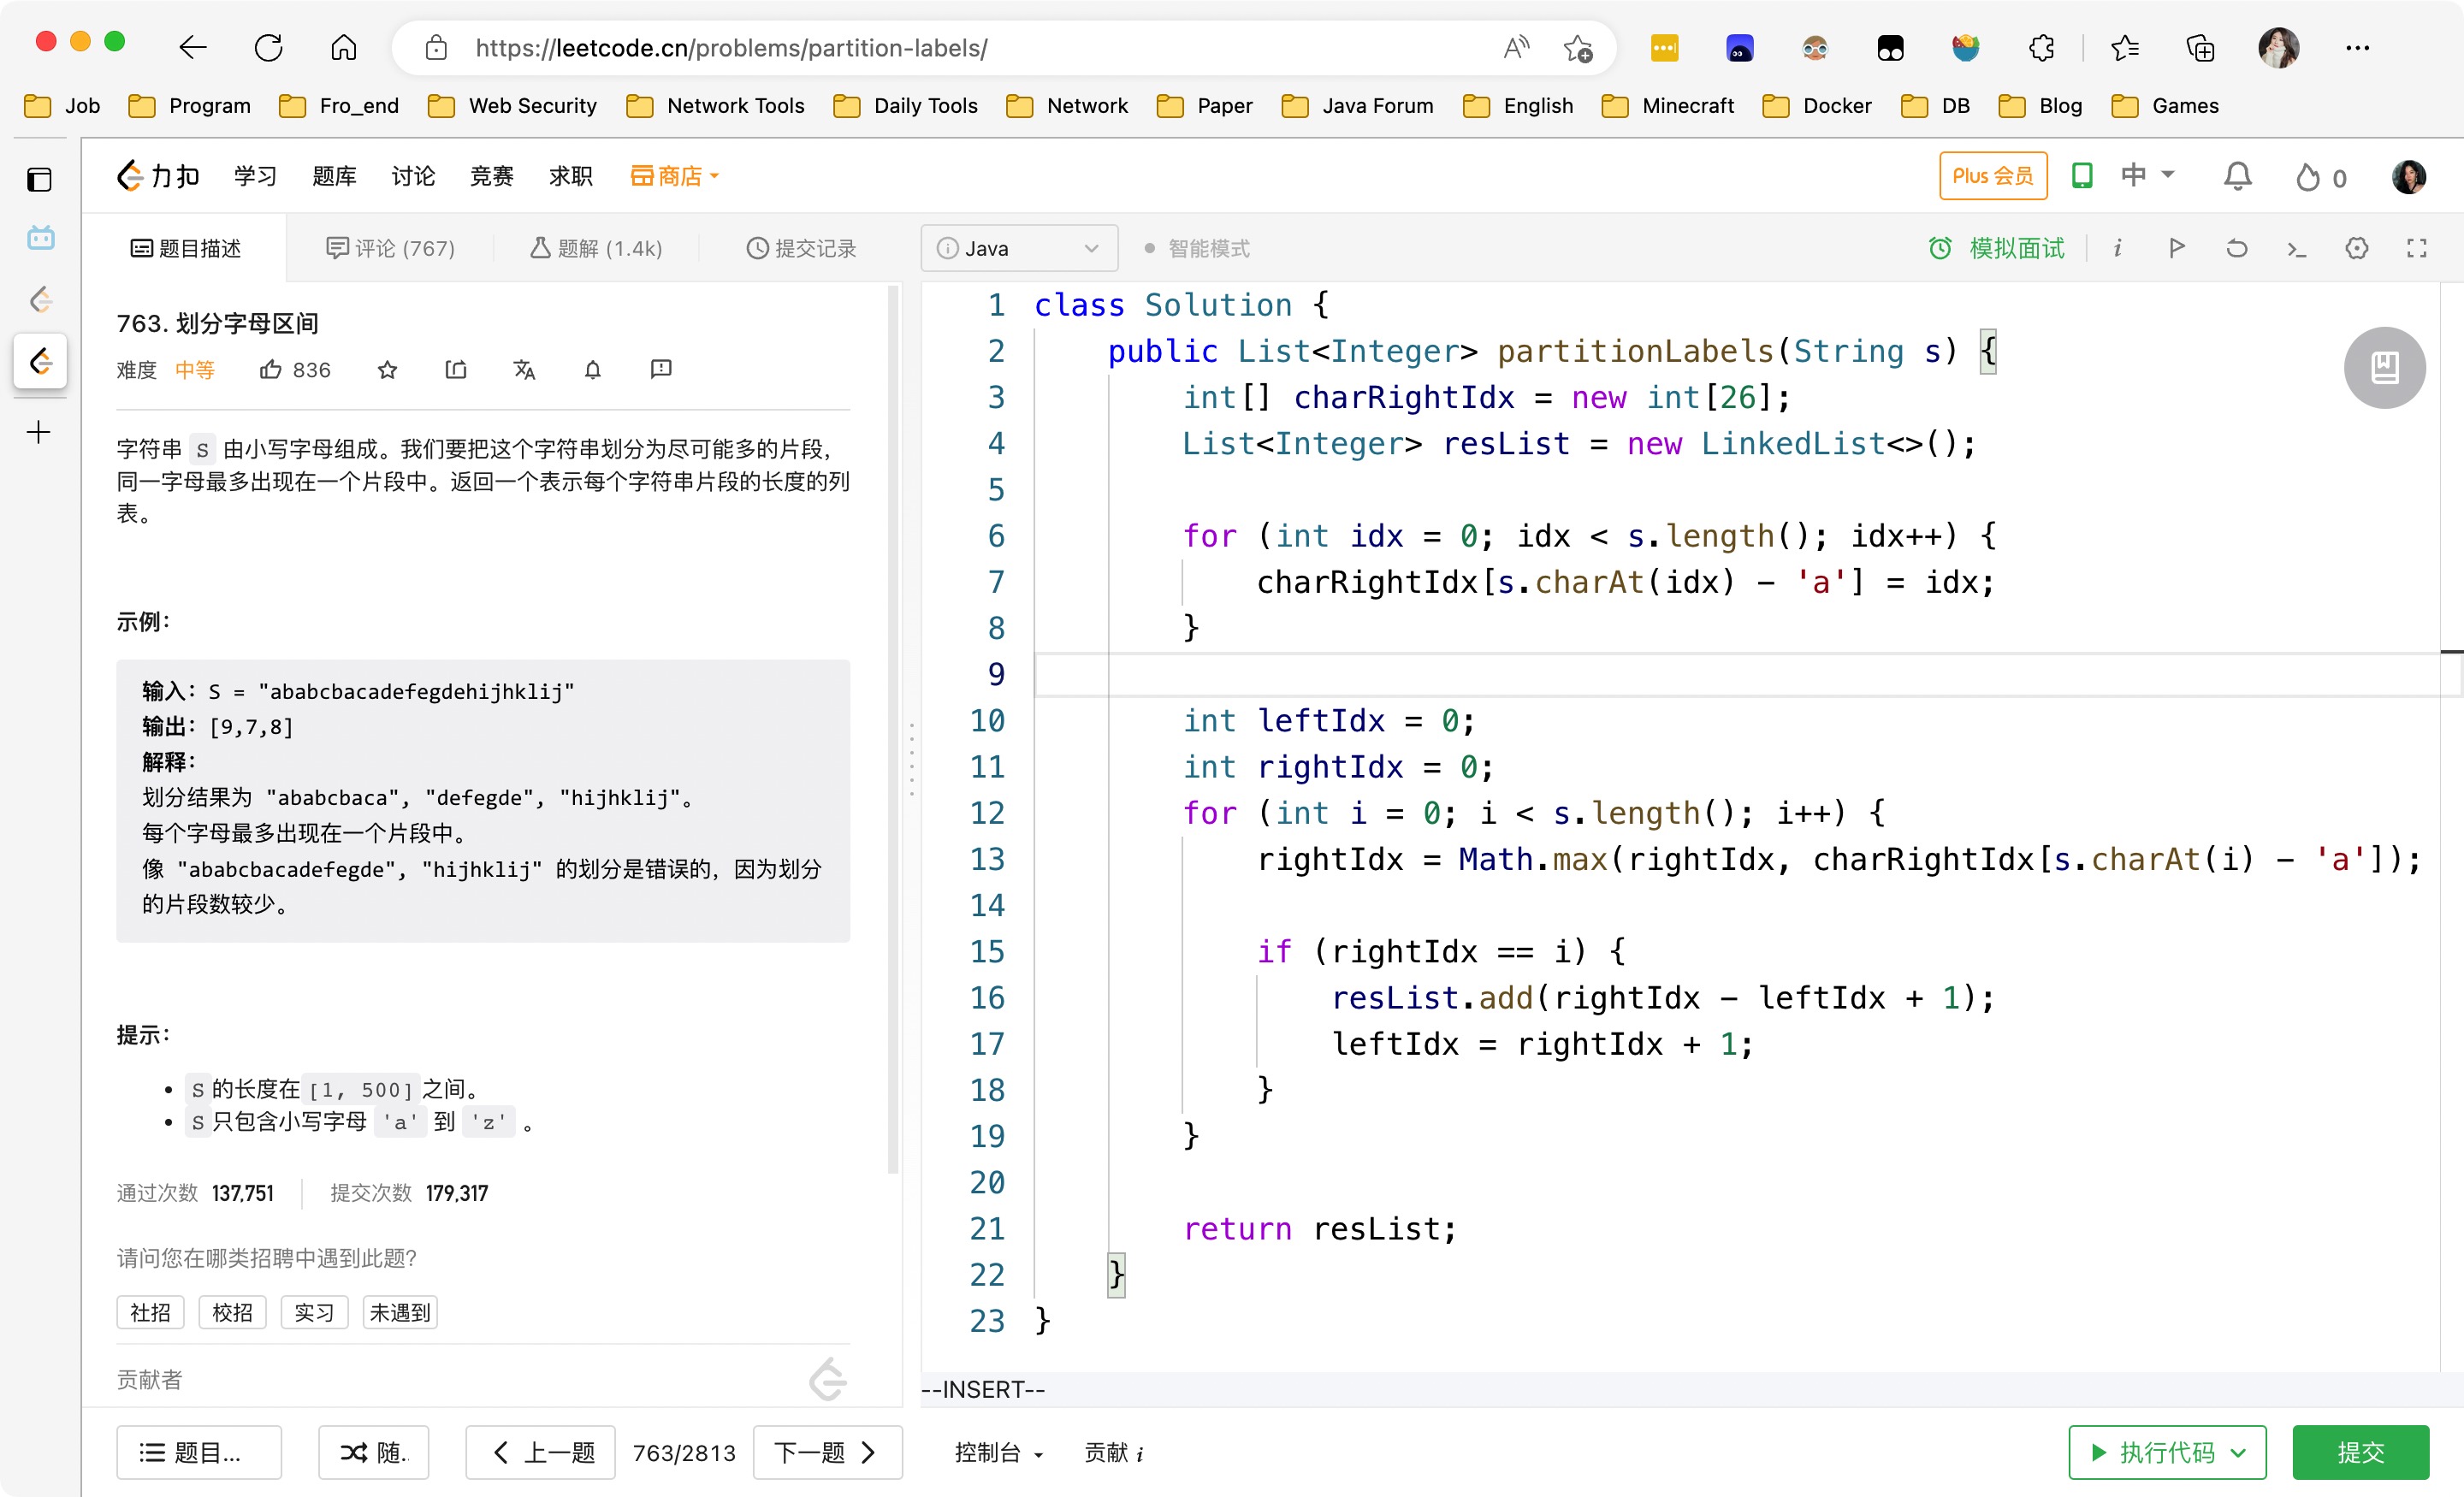 https://leetcode.cn/problems/partition-labels/
Job Program Fro_end Web Security Network Tools Daily Tools Network Paper Java Forum English Minecraft Docker DB Blog Games
力扣 学习 题库 讨论 竞赛 求职 商店 Plus 会员 中 0
题目描述 评论 (767) 题解 (1.4k) 提交记录
763. 划分字母区间
难度 中等 836
字符串 S 由小写字母组成。我们要把这个字符串划分为尽可能多的片段，
同一字母最多出现在一个片段中。返回一个表示每个字符串片段的长度的列
表。
示例：
输入：S = "ababcbacadefegdehijhklij"
输出：[9,7,8]
解释：
划分结果为 "ababcbaca", "defegde", "hijhklij"。
每个字母最多出现在一个片段中。
像 "ababcbacadefegde", "hijhklij" 的划分是错误的，因为划分
的片段数较少。
提示：
• S的长度在[1, 500]之间。
• S只包含小写字母 'a' 到 'z' 。
通过次数 137,751 提交次数 179,317
请问您在哪类招聘中遇到此题?
社招 校招 实习 未遇到
贡献者
题目... 随.. 上一题 763/2813 下一题
Java 智能模式 模拟面试 i
1 class Solution {
2     public List<Integer> partitionLabels(String s) {
3         int[] charRightIdx = new int[26];
4         List<Integer> resList = new LinkedList<>();
5
6         for (int idx = 0; idx < s.length(); idx++) {
7             charRightIdx[s.charAt(idx) - 'a'] = idx;
8         }
9
10         int leftIdx = 0;
11         int rightIdx = 0;
12         for (int i = 0; i < s.length(); i++) {
13             rightIdx = Math.max(rightIdx, charRightIdx[s.charAt(i) - 'a']);
14
15             if (rightIdx == i) {
16                 resList.add(rightIdx - leftIdx + 1);
17                 leftIdx = rightIdx + 1;
18             }
19         }
20
21         return resList;
22     }
23 }
--INSERT--
控制台 贡献 i 执行代码 提交